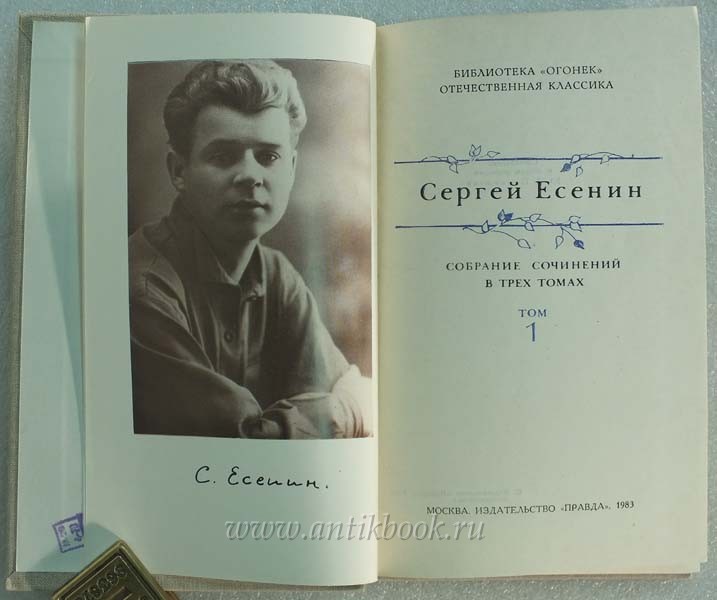 С. Есенин.
БИБЛИОТЕКА «ОГОНЕК»
ОТЕЧЕСТВЕННАЯ КЛАССИКА
Сергей Есенин
СОБРАНИЕ СОЧИНЕНИЙ
В ТРЕХ ТОМАХ
ТОМ
1
МОСКВА. ИЗДАТЕЛЬСТВО «ПРАВДА». 1983
www.antikbook.ru